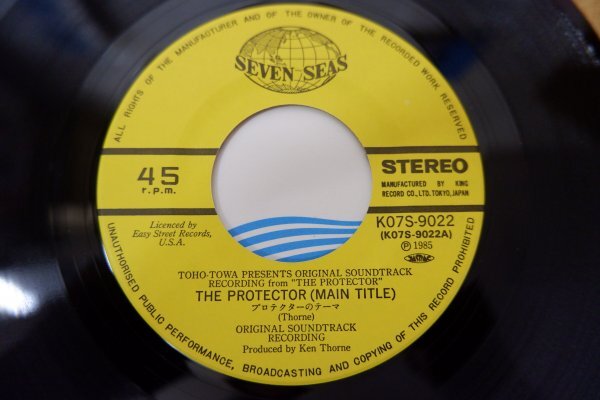 ALL RIGHTS OF THE MANUFACTURER AND OF THE OWNER OF THE RECORDED WORK RESERVED
SEVEN SEAS
45
r.p.m.
STEREO
MANUFACTURED BY KING
RECORD CO., LTD. TOKYO, JAPAN
Licenced by
Easy Street Records,
U.S.A.
K07S-9022
(K07S-9022A)
Ⓟ 1985
TOHO-TOWA PRESENTS ORIGINAL SOUNDTRACK
RECORDING from "THE PROTECTOR"
THE PROTECTOR (MAIN TITLE)
プロテクターのテーマ
(Thorne)
ORIGINAL SOUNDTRACK
RECORDING
Produced by Ken Thorne
UNAUTHORISED PUBLIC PERFORMANCE, BROADCASTING AND COPYING OF THIS RECORD PROHIBITED